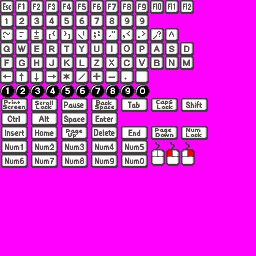 Esc F1 F2 F3 F4 F5 F6 F7 F8 F9 F10 F11 F12
1 2 3 4 5 6 7 8 9 0
Q W E R T Y U I O P A S D
F G H J K L Z X C V B N M
← ↑ ↓ → * / + - .
1 2 3 4 5 6 7 8 9 0
Print Screen Scroll Lock Pause Back Space Tab Caps Lock Shift
Ctrl Alt Space Enter
Insert Home Page Up Delete End Page Down Num Lock
Num1 Num2 Num3 Num4 Num5
Num6 Num7 Num8 Num9 Num0